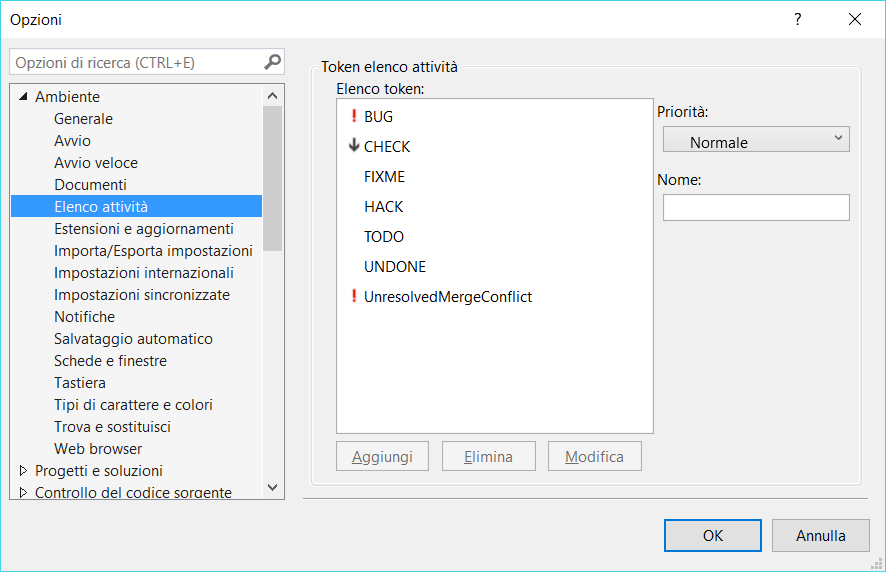 Opzioni
?
Opzioni di ricerca (CTRL+E)
Ambiente
Generale
Avvio
Avvio veloce
Documenti
Elenco attività
Estensioni e aggiornamenti
Importa/Esporta impostazioni
Impostazioni internazionali
Impostazioni sincronizzate
Notifiche
Salvataggio automatico
Schede e finestre
Tastiera
Tipi di carattere e colori
Trova e sostituisci
Web browser
Progetti e soluzioni
Controllo del codice sorgente
Token elenco attività
Elenco token:
BUG
CHECK
FIXME
HACK
TODO
UNDONE
UnresolvedMergeConflict
Aggiungi
Elimina
Modifica
Priorità:
Normale
Nome:
OK
Annulla